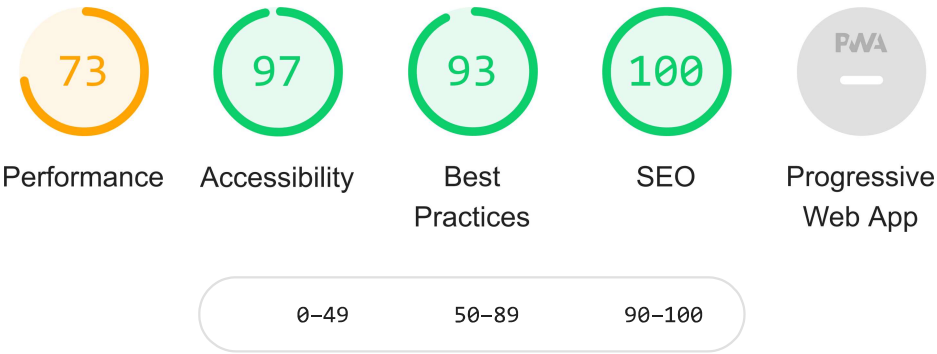 73 97 93 100 PWA
Performance Accessibility Best Practices SEO Progressive Web App
0–49 50–89 90–100